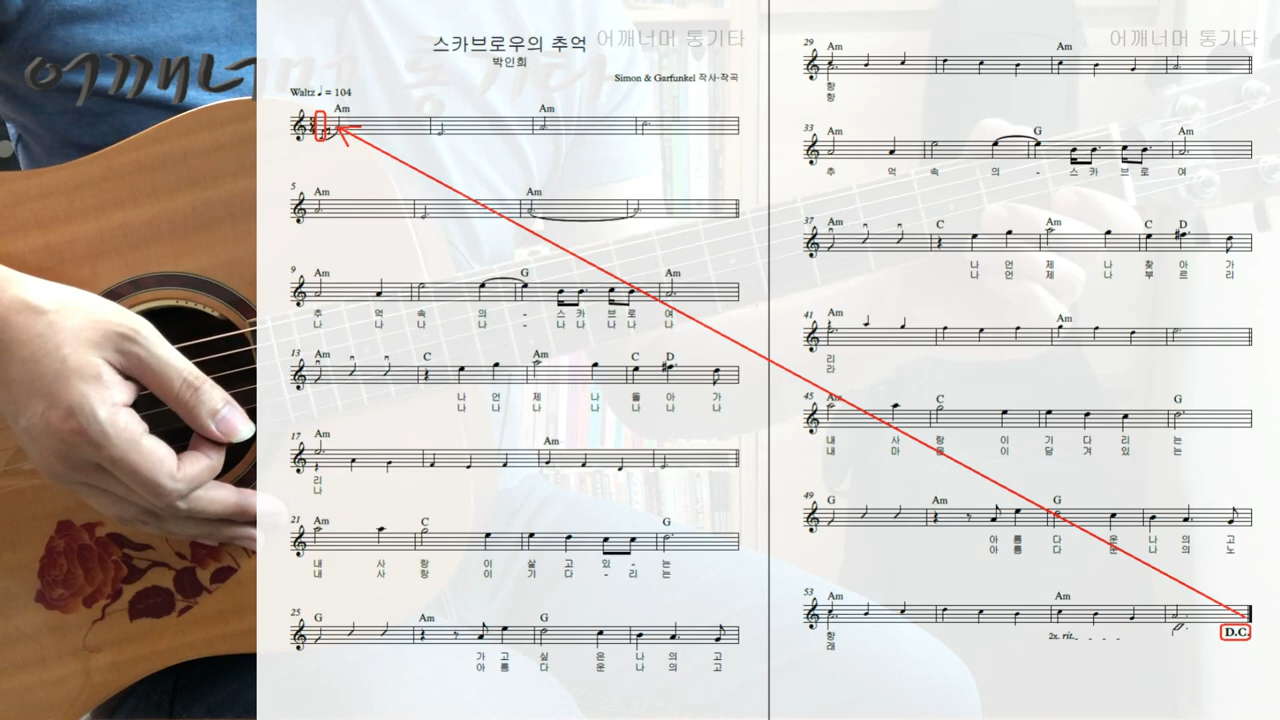 어깨너머 통기타
스카브로우의 추억
어깨너머 통기타
박인희
Simon & Garfunkel 작사·작곡
Waltz ♩ = 104
Am Am
5
Am Am
9
Am G Am
추 억 속 의 - 스 카 브 로 여
나 나 나 나 - 나 나 나 나 나
13
Am C Am C D
나 언 제 나 돌 아 가
나 나 나 나 나 나 나
17
Am Am
리
나
21
Am C G
내 사 랑 이 살 고 있 - 는
내 사 랑 이 기 다 - 리 는
25
G Am G
가 고 싶 은 나 의 고
아 름 다 운 나 의 고
어깨너머 통기타
29
Am Am
향
향
33
Am G Am
추 억 속 의 - 스 카 브 로 여
37
Am C Am C D
나 언 제 나 찾 아 가
나 언 제 나 부 르 리
41
Am Am
리
라
45
Am C G
내 사 랑 이 기 다 리 는
내 마 음 이 담 겨 있 는
49
G Am G
아 름 다 운 나 의 고
아 름 다 운 나 의 노
53
Am Am
향
래
2x. rit.
D.C.